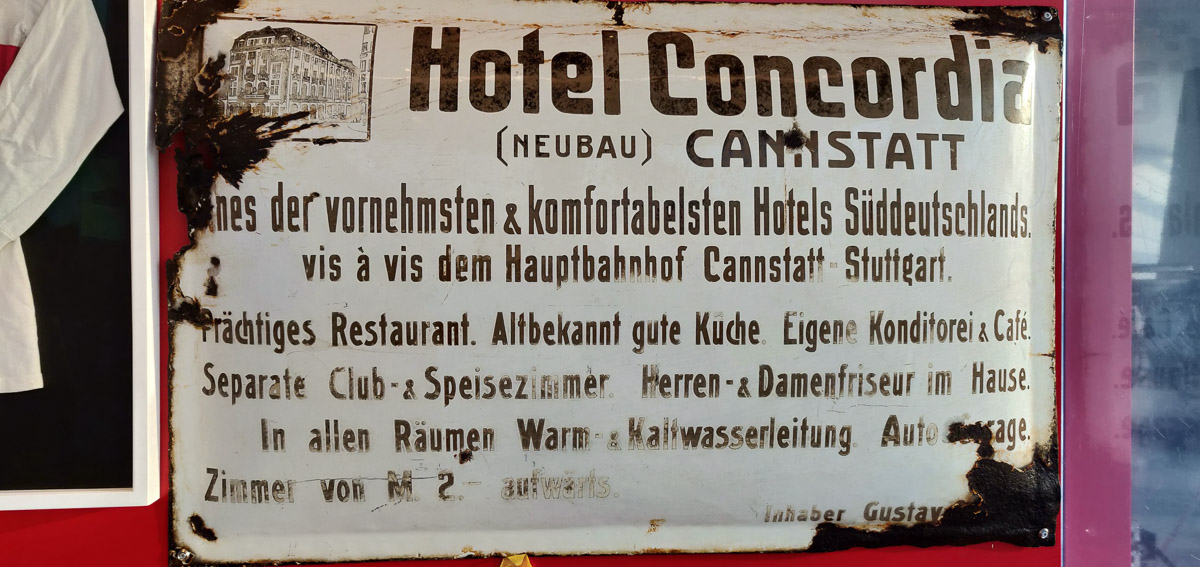 Hotel Concordia
(NEUBAU) CANNSTATT
nes der vornehmsten & komfortabelsten Hotels Süddeutschlands.
vis à vis dem Hauptbahnhof Cannstatt-Stuttgart.
Prächtiges Restaurant. Altbekannt gute Küche. Eigene Konditorei & Café.
Separate Club- & Speisezimmer. Herren- & Damenfriseur im Hause.
In allen Räumen Warm- & Kaltwasserleitung. Auto rage.
Zimmer von M. 2.- aufwärts.
Inhaber Gustav